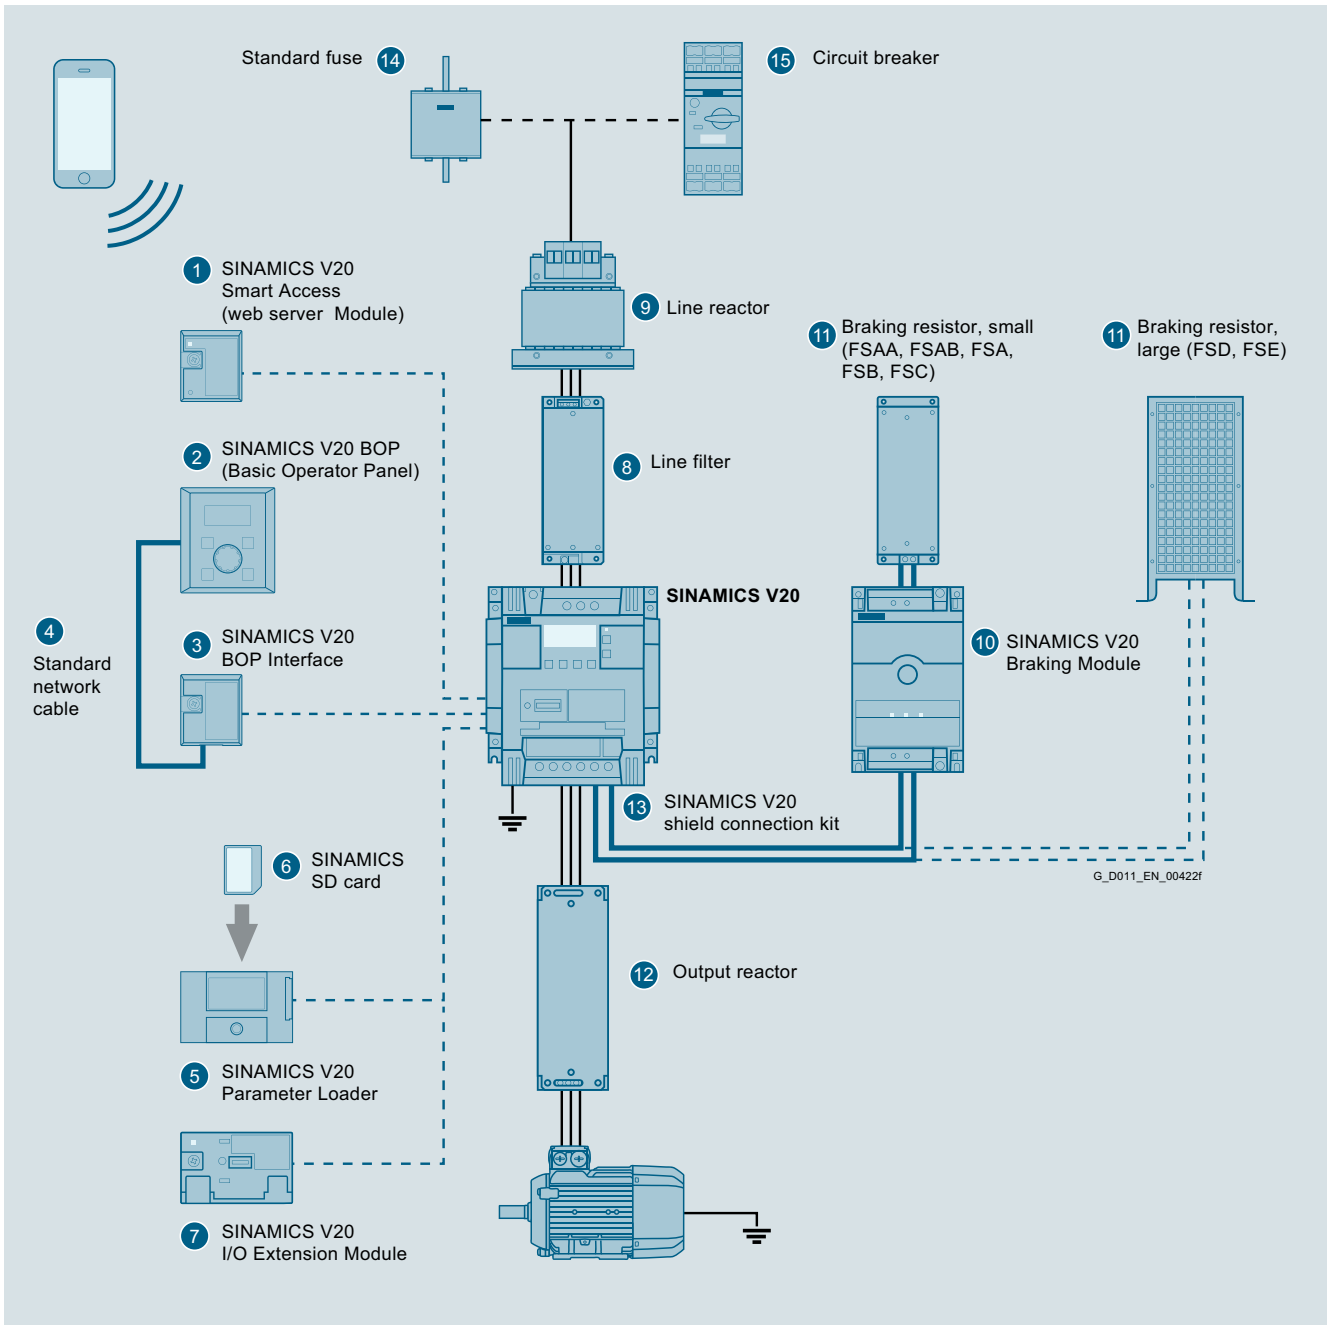 Standard fuse 14
15 Circuit breaker
1 SINAMICS V20
Smart Access
(web server Module)
9 Line reactor
11 Braking resistor, small
(FSAA, FSAB, FSA,
FSB, FSC)
11 Braking resistor,
large (FSD, FSE)
2 SINAMICS V20 BOP
(Basic Operator Panel)
8 Line filter
SINAMICS V20
4
Standard
network
cable
3 SINAMICS V20
BOP Interface
10 SINAMICS V20
Braking Module
13 SINAMICS V20
shield connection kit
6 SINAMICS
SD card
G_D011_EN_00422f
12 Output reactor
5 SINAMICS V20
Parameter Loader
7 SINAMICS V20
I/O Extension Module